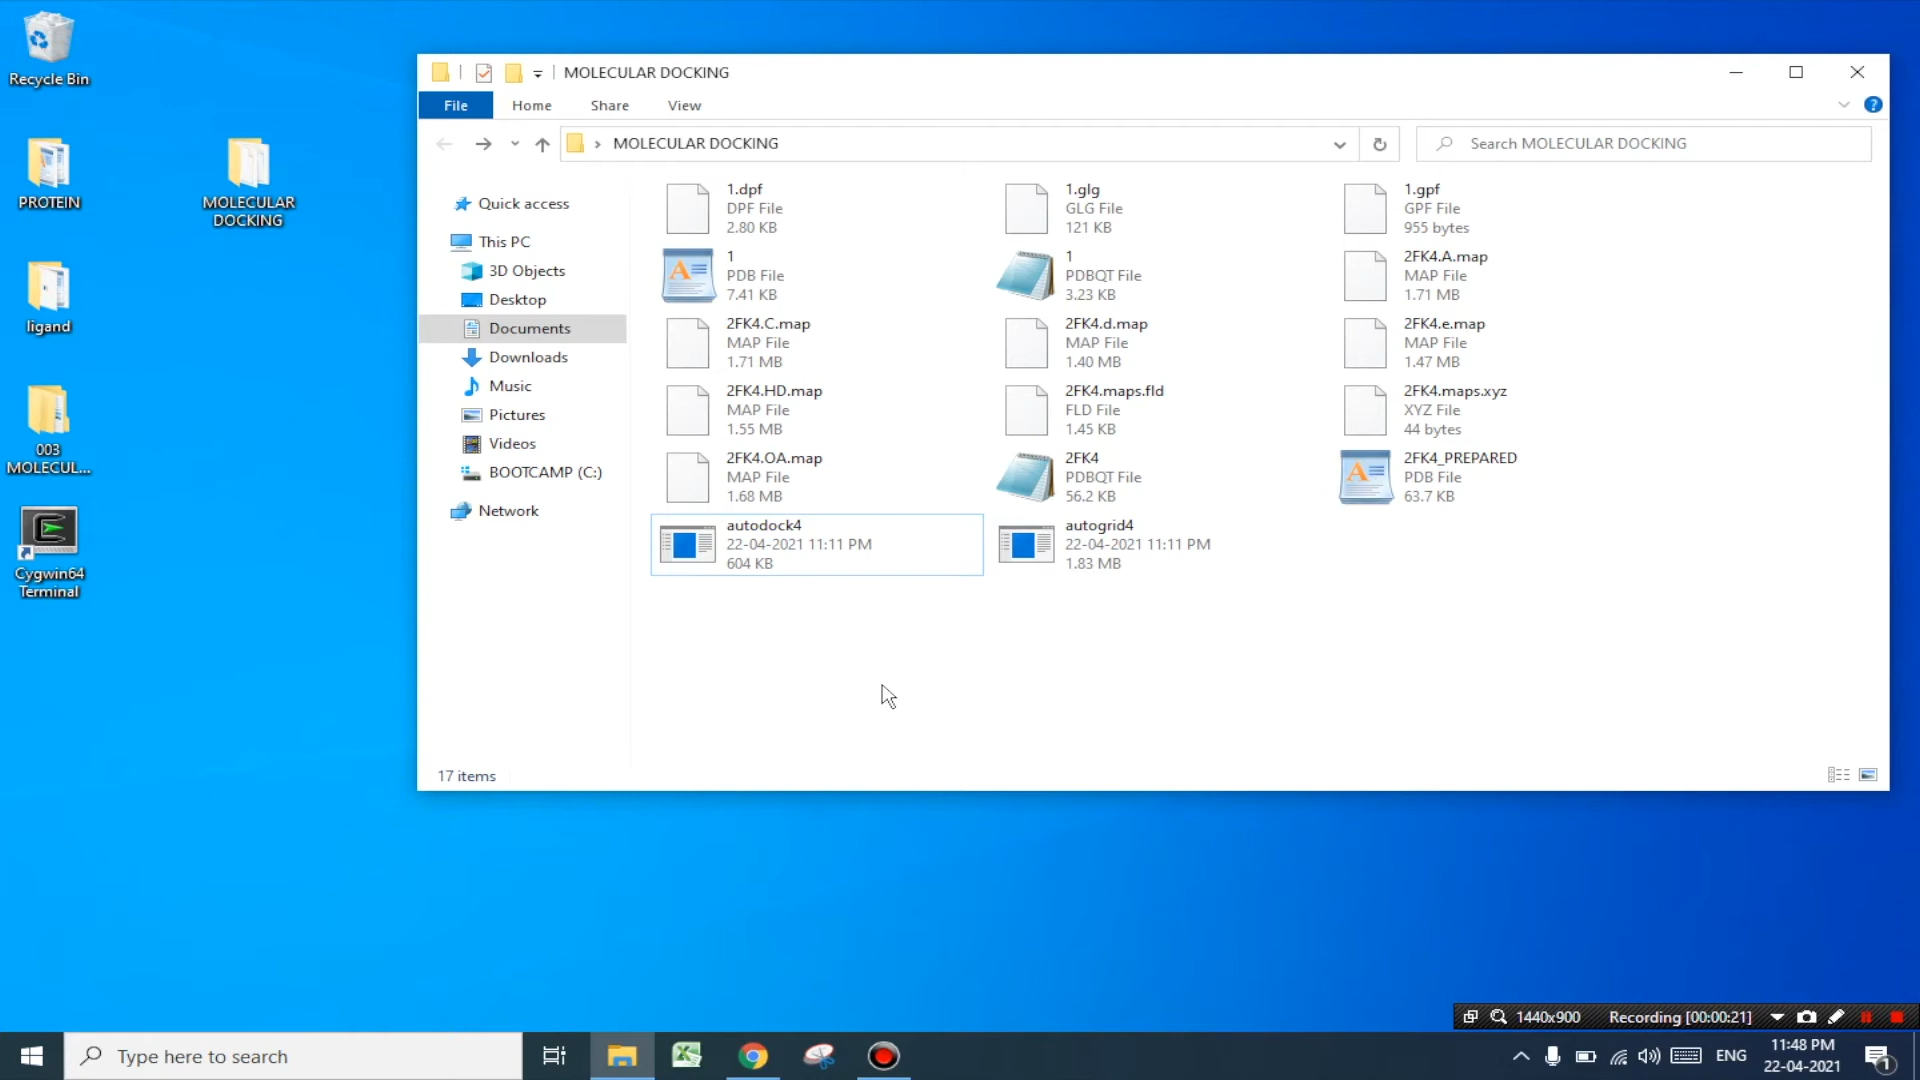 Recycle Bin
PROTEIN
MOLECULAR
DOCKING
ligand
003
MOLECUL...
Cygwin64
Terminal
MOLECULAR DOCKING
File
Home
Share
View
MOLECULAR DOCKING
Search MOLECULAR DOCKING
Quick access
This PC
3D Objects
Desktop
Documents
Downloads
Music
Pictures
Videos
BOOTCAMP (C:)
Network
1.dpf
DPF File
2.80 KB
1.glg
GLG File
121 KB
1.gpf
GPF File
955 bytes
1
PDB File
7.41 KB
1
PDBQT File
3.23 KB
2FK4.A.map
MAP File
1.71 MB
2FK4.C.map
MAP File
1.71 MB
2FK4.d.map
MAP File
1.40 MB
2FK4.e.map
MAP File
1.47 MB
2FK4.HD.map
MAP File
1.55 MB
2FK4.maps.fld
FLD File
1.45 KB
2FK4.maps.xyz
XYZ File
44 bytes
2FK4.OA.map
MAP File
1.68 MB
2FK4
PDBQT File
56.2 KB
2FK4_PREPARED
PDB File
63.7 KB
autodock4
22-04-2021 11:11 PM
604 KB
autogrid4
22-04-2021 11:11 PM
1.83 MB
17 items
1440x900
Recording [00:00:21]
Type here to search
ENG
11:48 PM
22-04-2021
1